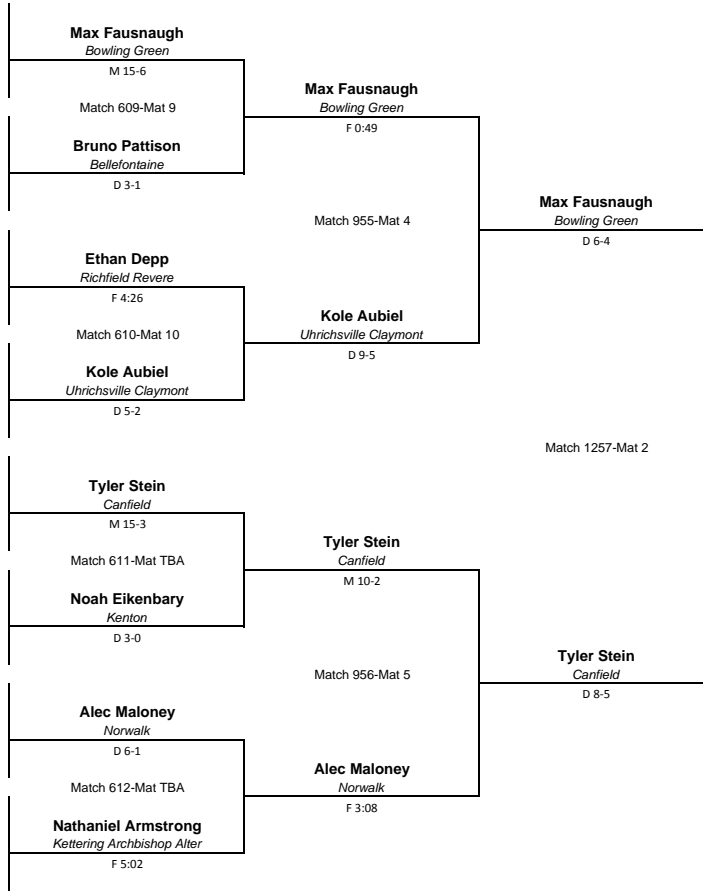 Max Fausnaugh
Bowling Green
M 15-6
Match 609-Mat 9
Bruno Pattison
Bellefontaine
D 3-1
Ethan Depp
Richfield Revere
F 4:26
Match 610-Mat 10
Kole Aubiel
Uhrichsville Claymont
D 5-2
Tyler Stein
Canfield
M 15-3
Match 611-Mat TBA
Noah Eikenbary
Kenton
D 3-0
Alec Maloney
Norwalk
D 6-1
Match 612-Mat TBA
Nathaniel Armstrong
Kettering Archbishop Alter
F 5:02
Max Fausnaugh
Bowling Green
F 0:49
Match 955-Mat 4
Kole Aubiel
Uhrichsville Claymont
D 9-5
Tyler Stein
Canfield
M 10-2
Match 956-Mat 5
Alec Maloney
Norwalk
F 3:08
Max Fausnaugh
Bowling Green
D 6-4
Match 1257-Mat 2
Tyler Stein
Canfield
D 8-5